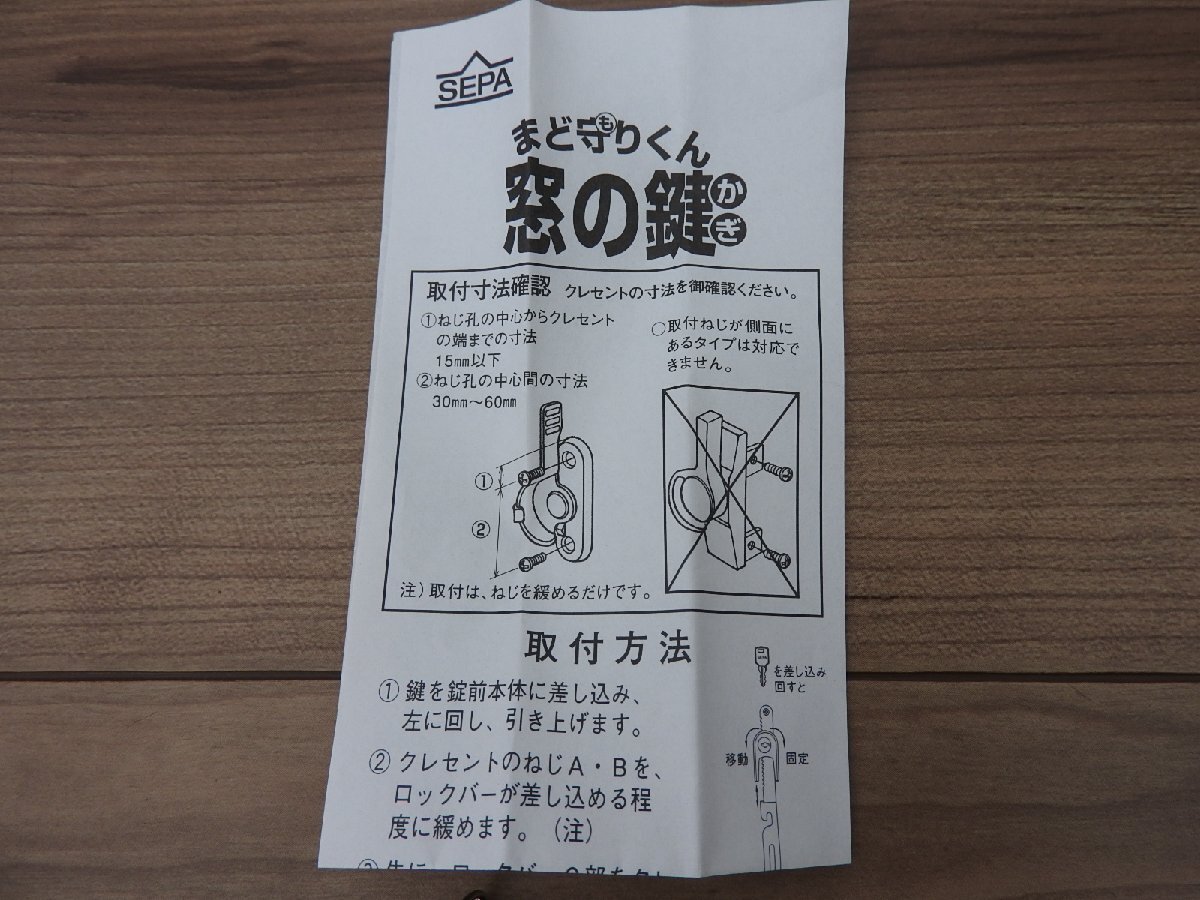 SEPA
まど守りくん
も
窓の鍵
かぎ
取付寸法確認 クレセントの寸法を御確認ください。
①ねじ孔の中心からクレセント
の端までの寸法
15mm以下
②ねじ孔の中心間の寸法
30mm～60mm
○取付ねじが側面に
あるタイプは対応で
きません。
①
②
注)取付は、ねじを緩めるだけです。
取付方法
①鍵を錠前本体に差し込み、
左に回し、引き上げます。
②クレセントのねじA・Bを、
ロックバーが差し込める程
度に緩めます。(注)
を差し込み
回すと
移動
固定